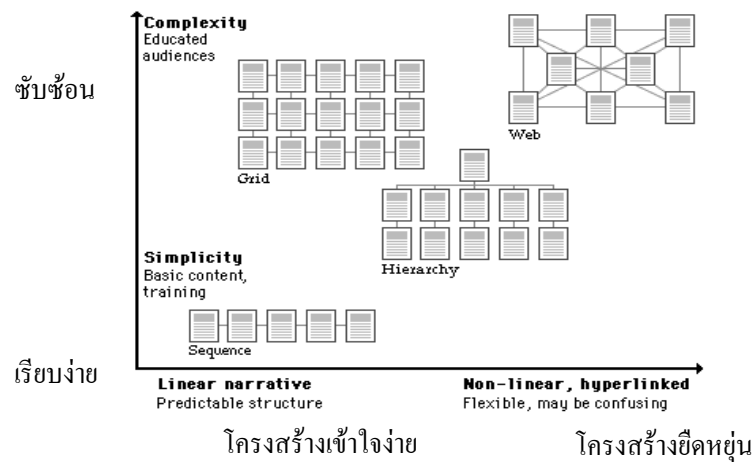 Complexity
Educated
audiences
ซับซ้อน
Web
Grid
Simplicity
Basic content,
training
Hierarchy
Sequence
เรียบง่าย
Linear narrative
Non-linear, hyperlinked
Predictable structure
Flexible, may be confusing
โครงสร้างเข้าใจง่าย
โครงสร้างยืดหยุ่น